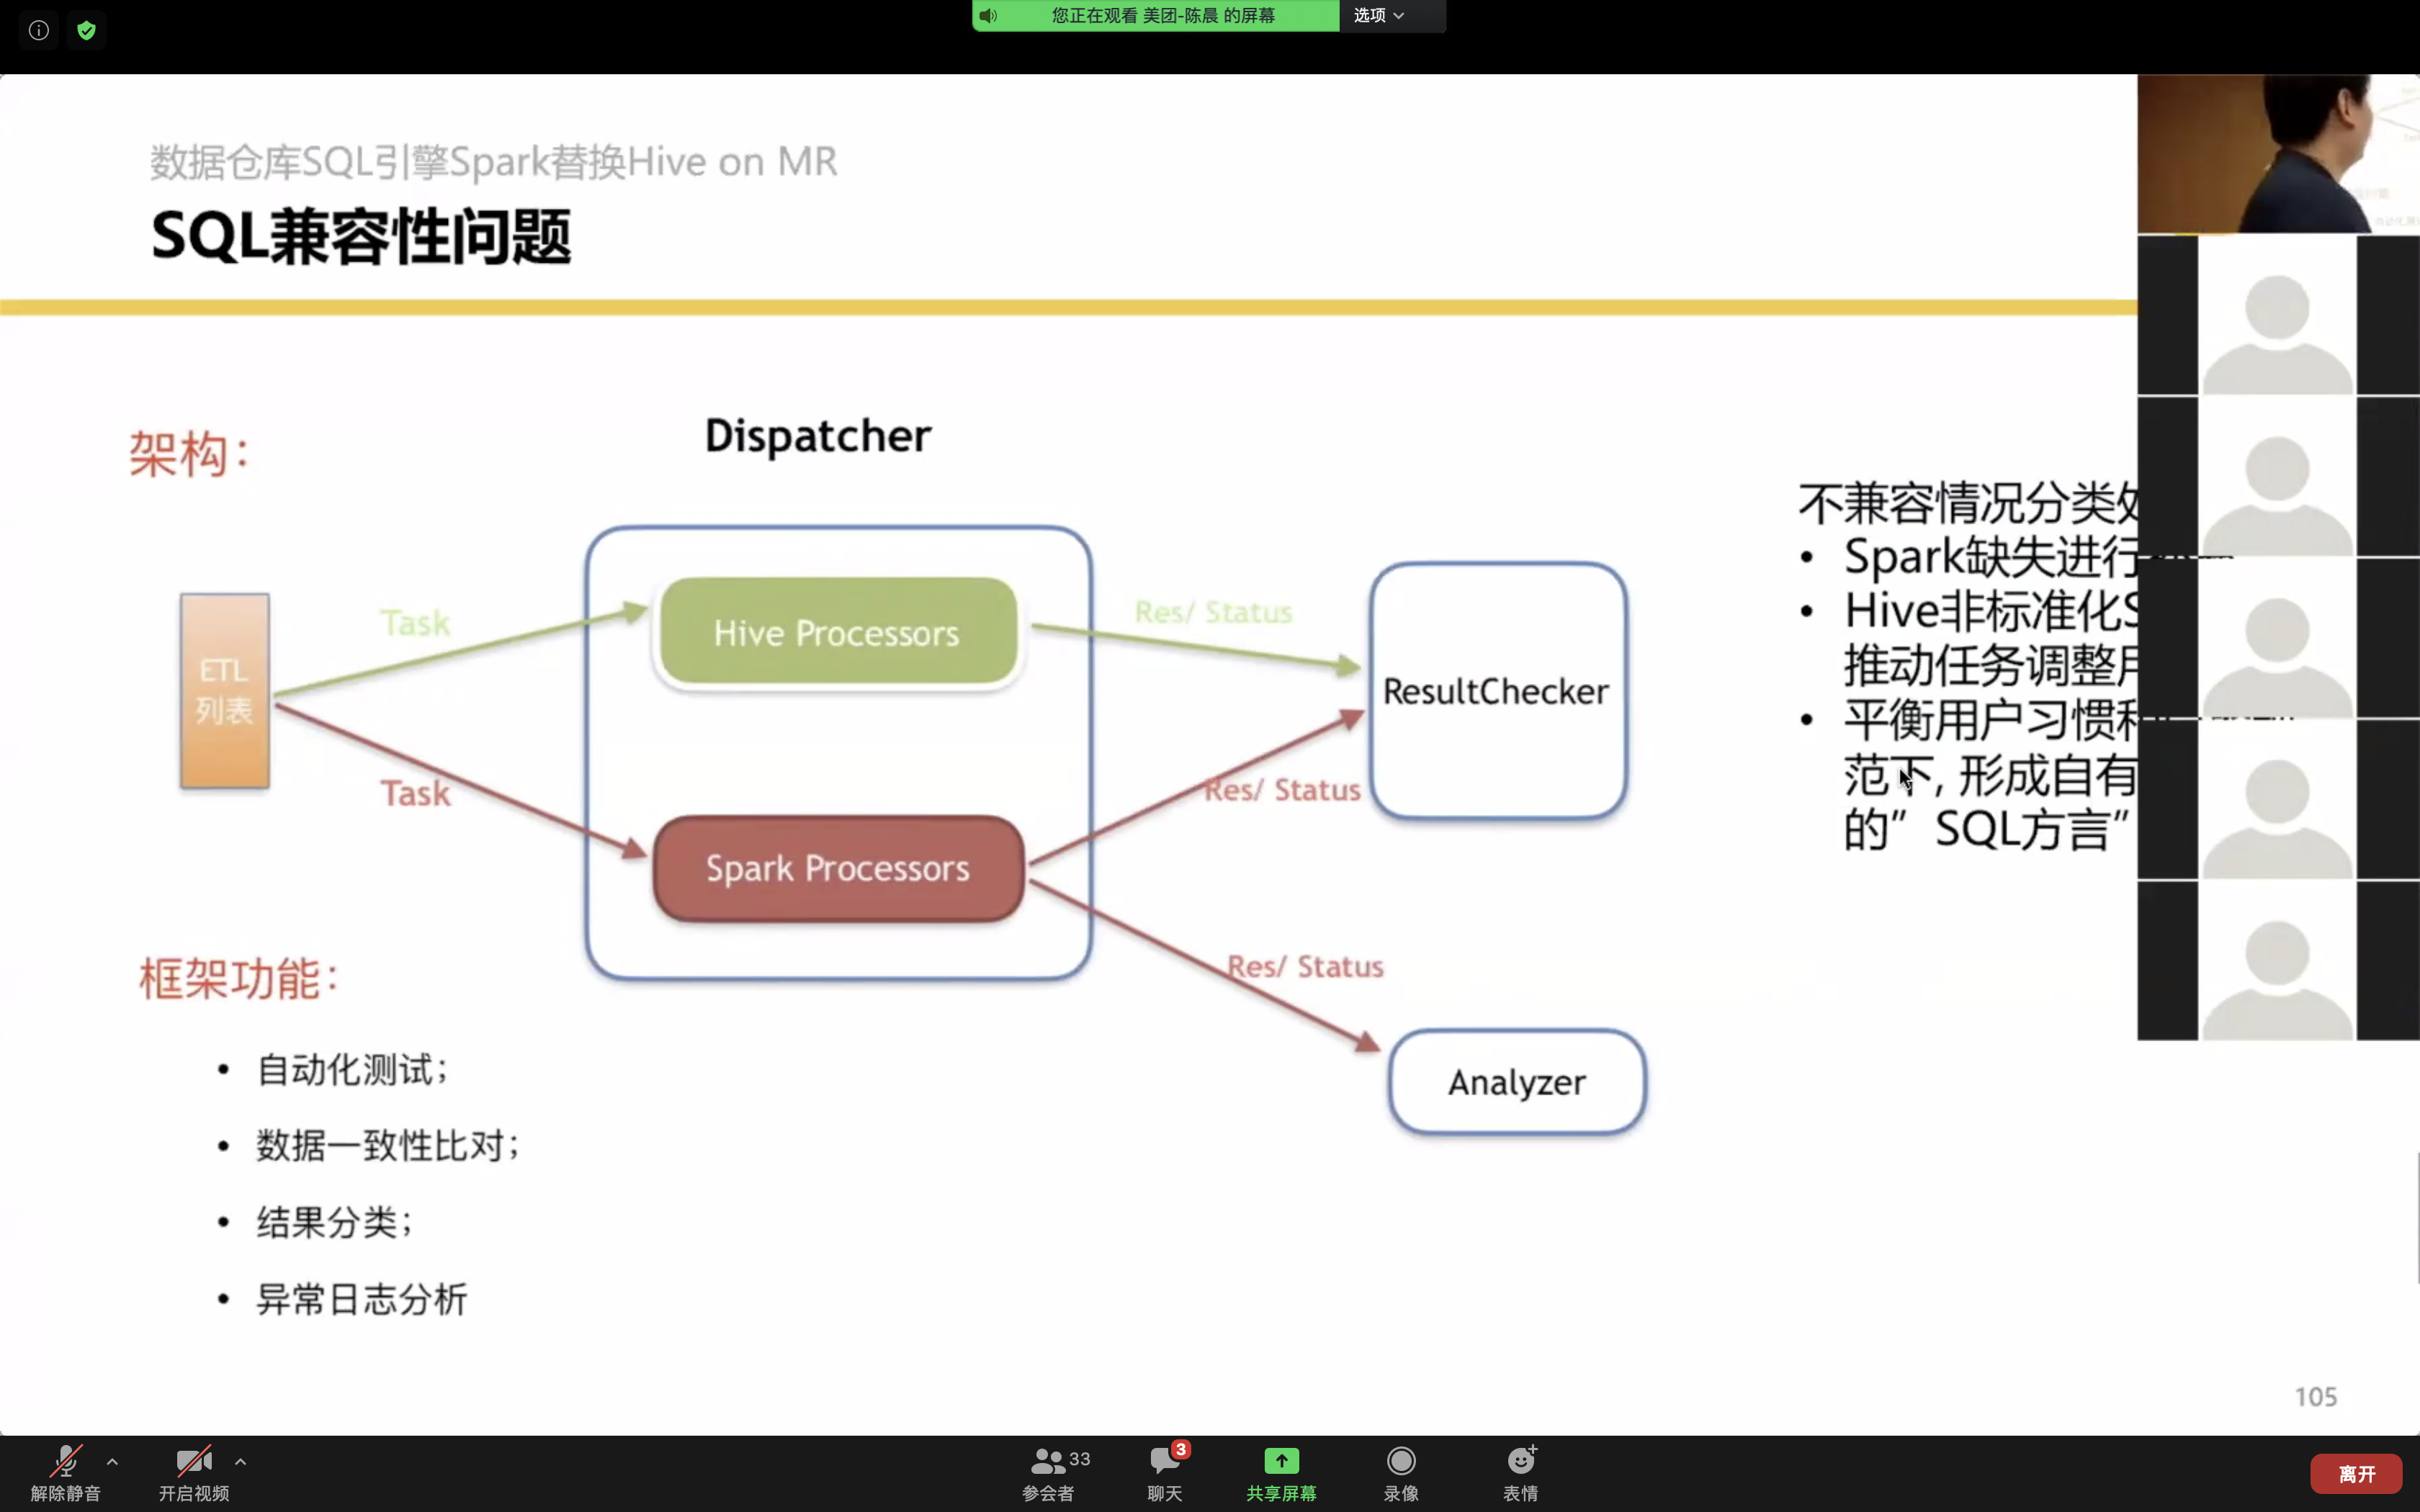 您正在观看 美团-陈晨 的屏幕
选项
数据仓库SQL引擎Spark替换Hive on MR
SQL兼容性问题
架构：
Dispatcher
ETL
列表
Task
Task
Hive Processors
Spark Processors
Res/ Status
Res/ Status
Res/ Status
ResultChecker
Analyzer
不兼容情况分类
Spark缺失进行
Hive非标准化S
推动任务调整
平衡用户习惯
范下, 形成自有
的” SQL方言”
框架功能：
自动化测试；
数据一致性比对；
结果分类；
异常日志分析
105
解除静音
开启视频
33
参会者
3
聊天
共享屏幕
录像
表情
离开